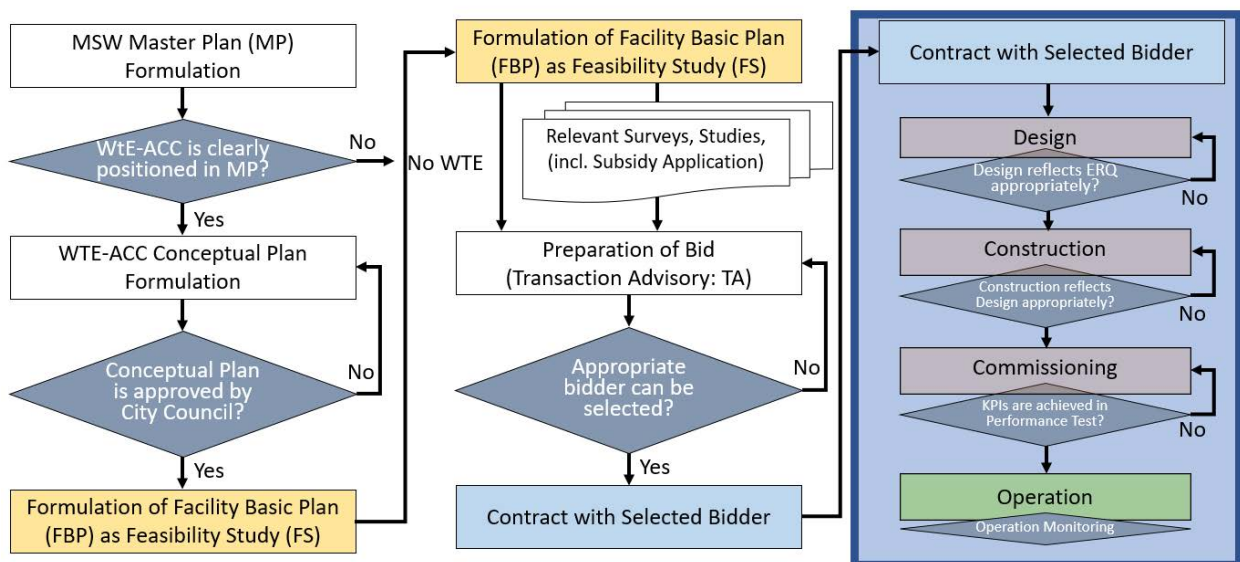 MSW Master Plan (MP)
Formulation
WtE-ACC is clearly
positioned in MP?
No
No WTE
Yes
WTE-ACC Conceptual Plan
Formulation
Conceptual Plan
is approved by
City Council?
No
Yes
Formulation of Facility Basic Plan
(FBP) as Feasibility Study (FS)
Formulation of Facility Basic Plan
(FBP) as Feasibility Study (FS)
Relevant Surveys, Studies,
(incl. Subsidy Application)
Preparation of Bid
(Transaction Advisory: TA)
Appropriate
bidder can be
selected?
No
Yes
Contract with Selected Bidder
Contract with Selected Bidder
Design
Design reflects ERQ
appropriately?
No
Construction
Construction reflects
Design appropriately?
No
Commissioning
KPIs are achieved in
Performance Test?
No
Operation
Operation Monitoring